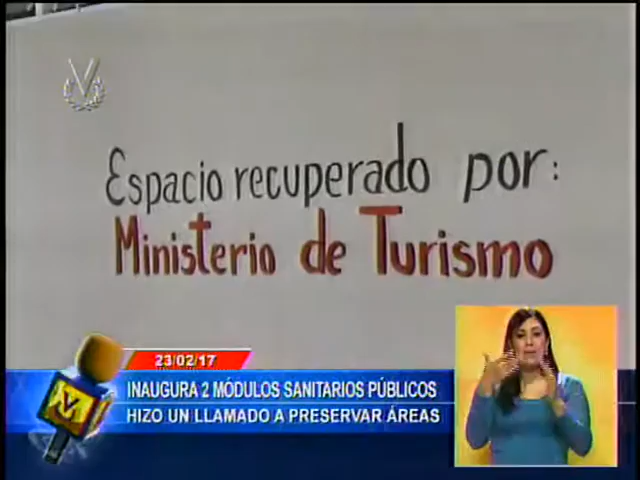 Espacio recuperado por:
Ministerio de Turismo
23/02/17
INAUGURA 2 MÓDULOS SANITARIOS PÚBLICOS
HIZO UN LLAMADO A PRESERVAR ÁREAS